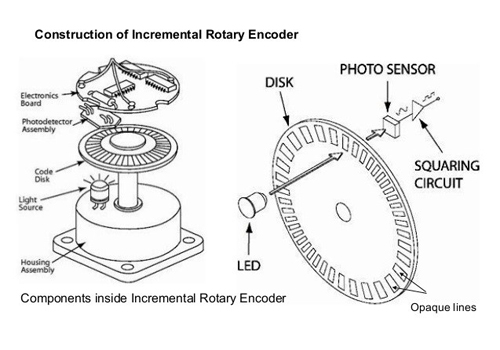 Construction of Incremental Rotary Encoder
Electronics
Board
Photodetector
Assembly
Code
Disk
Light
Source
Housing
Assembly
Components inside Incremental Rotary Encoder
DISK
PHOTO SENSOR
SQUARING
CIRCUIT
LED
Opaque lines